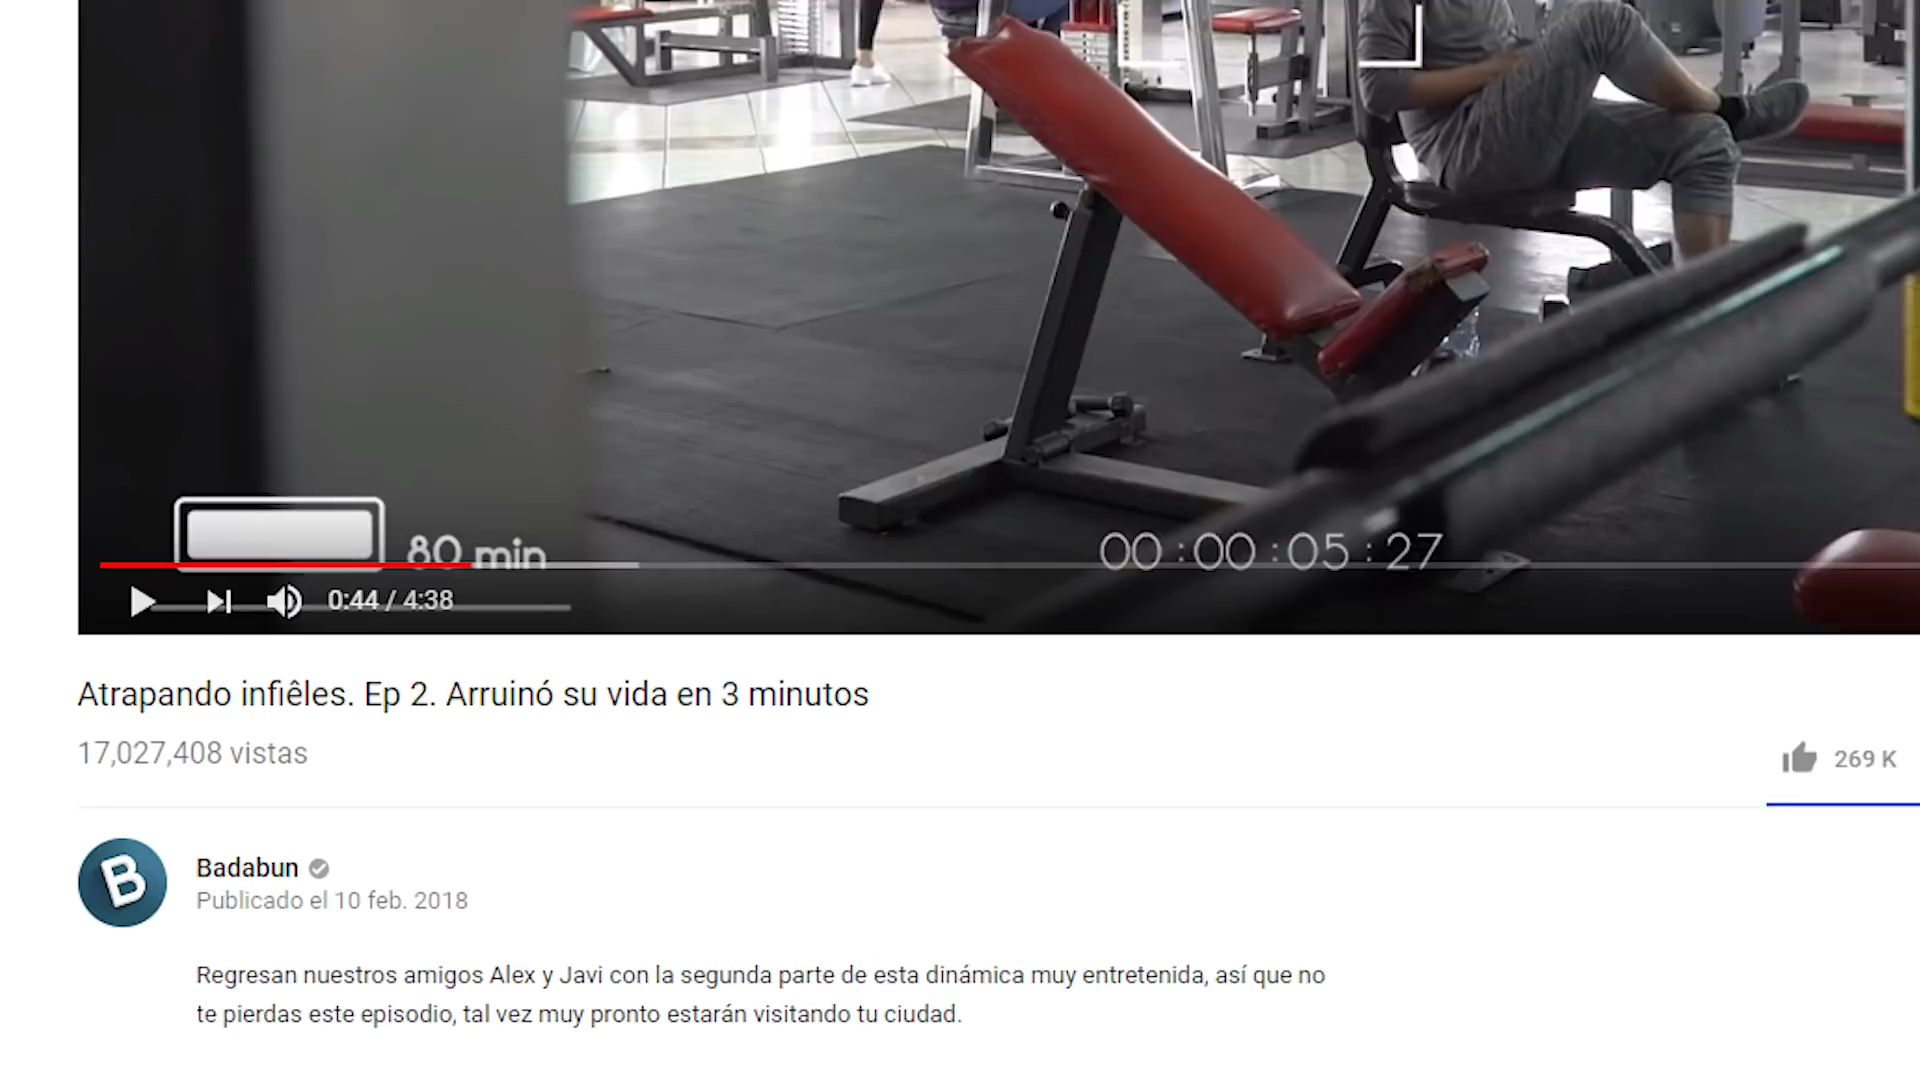 80 min
00:00:05:27
0:44 / 4:38
Atrapando infiêles. Ep 2. Arruinó su vida en 3 minutos
17,027,408 vistas
269 K
B
Badabun
Publicado el 10 feb. 2018
Regresan nuestros amigos Alex y Javi con la segunda parte de esta dinámica muy entretenida, así que no
te pierdas este episodio, tal vez muy pronto estarán visitando tu ciudad.